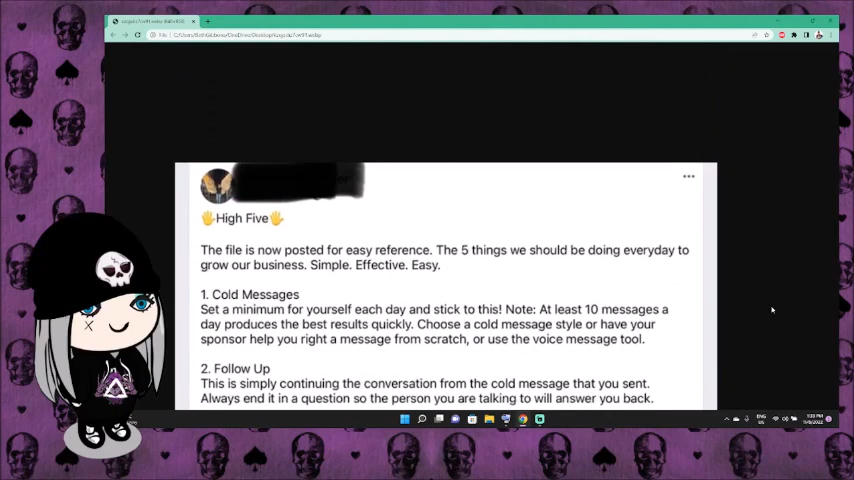 🖐High Five🖐
The file is now posted for easy reference. The 5 things we should be doing everyday to
grow our business. Simple. Effective. Easy.
1. Cold Messages
Set a minimum for yourself each day and stick to this! Note: At least 10 messages a
day produces the best results quickly. Choose a cold message style or have your
sponsor help you right a message from scratch, or use the voice message tool.
2. Follow Up
This is simply continuing the conversation from the cold message that you sent.
Always end it in a question so the person you are talking to will answer you back.
ENG
US
11/8/2022